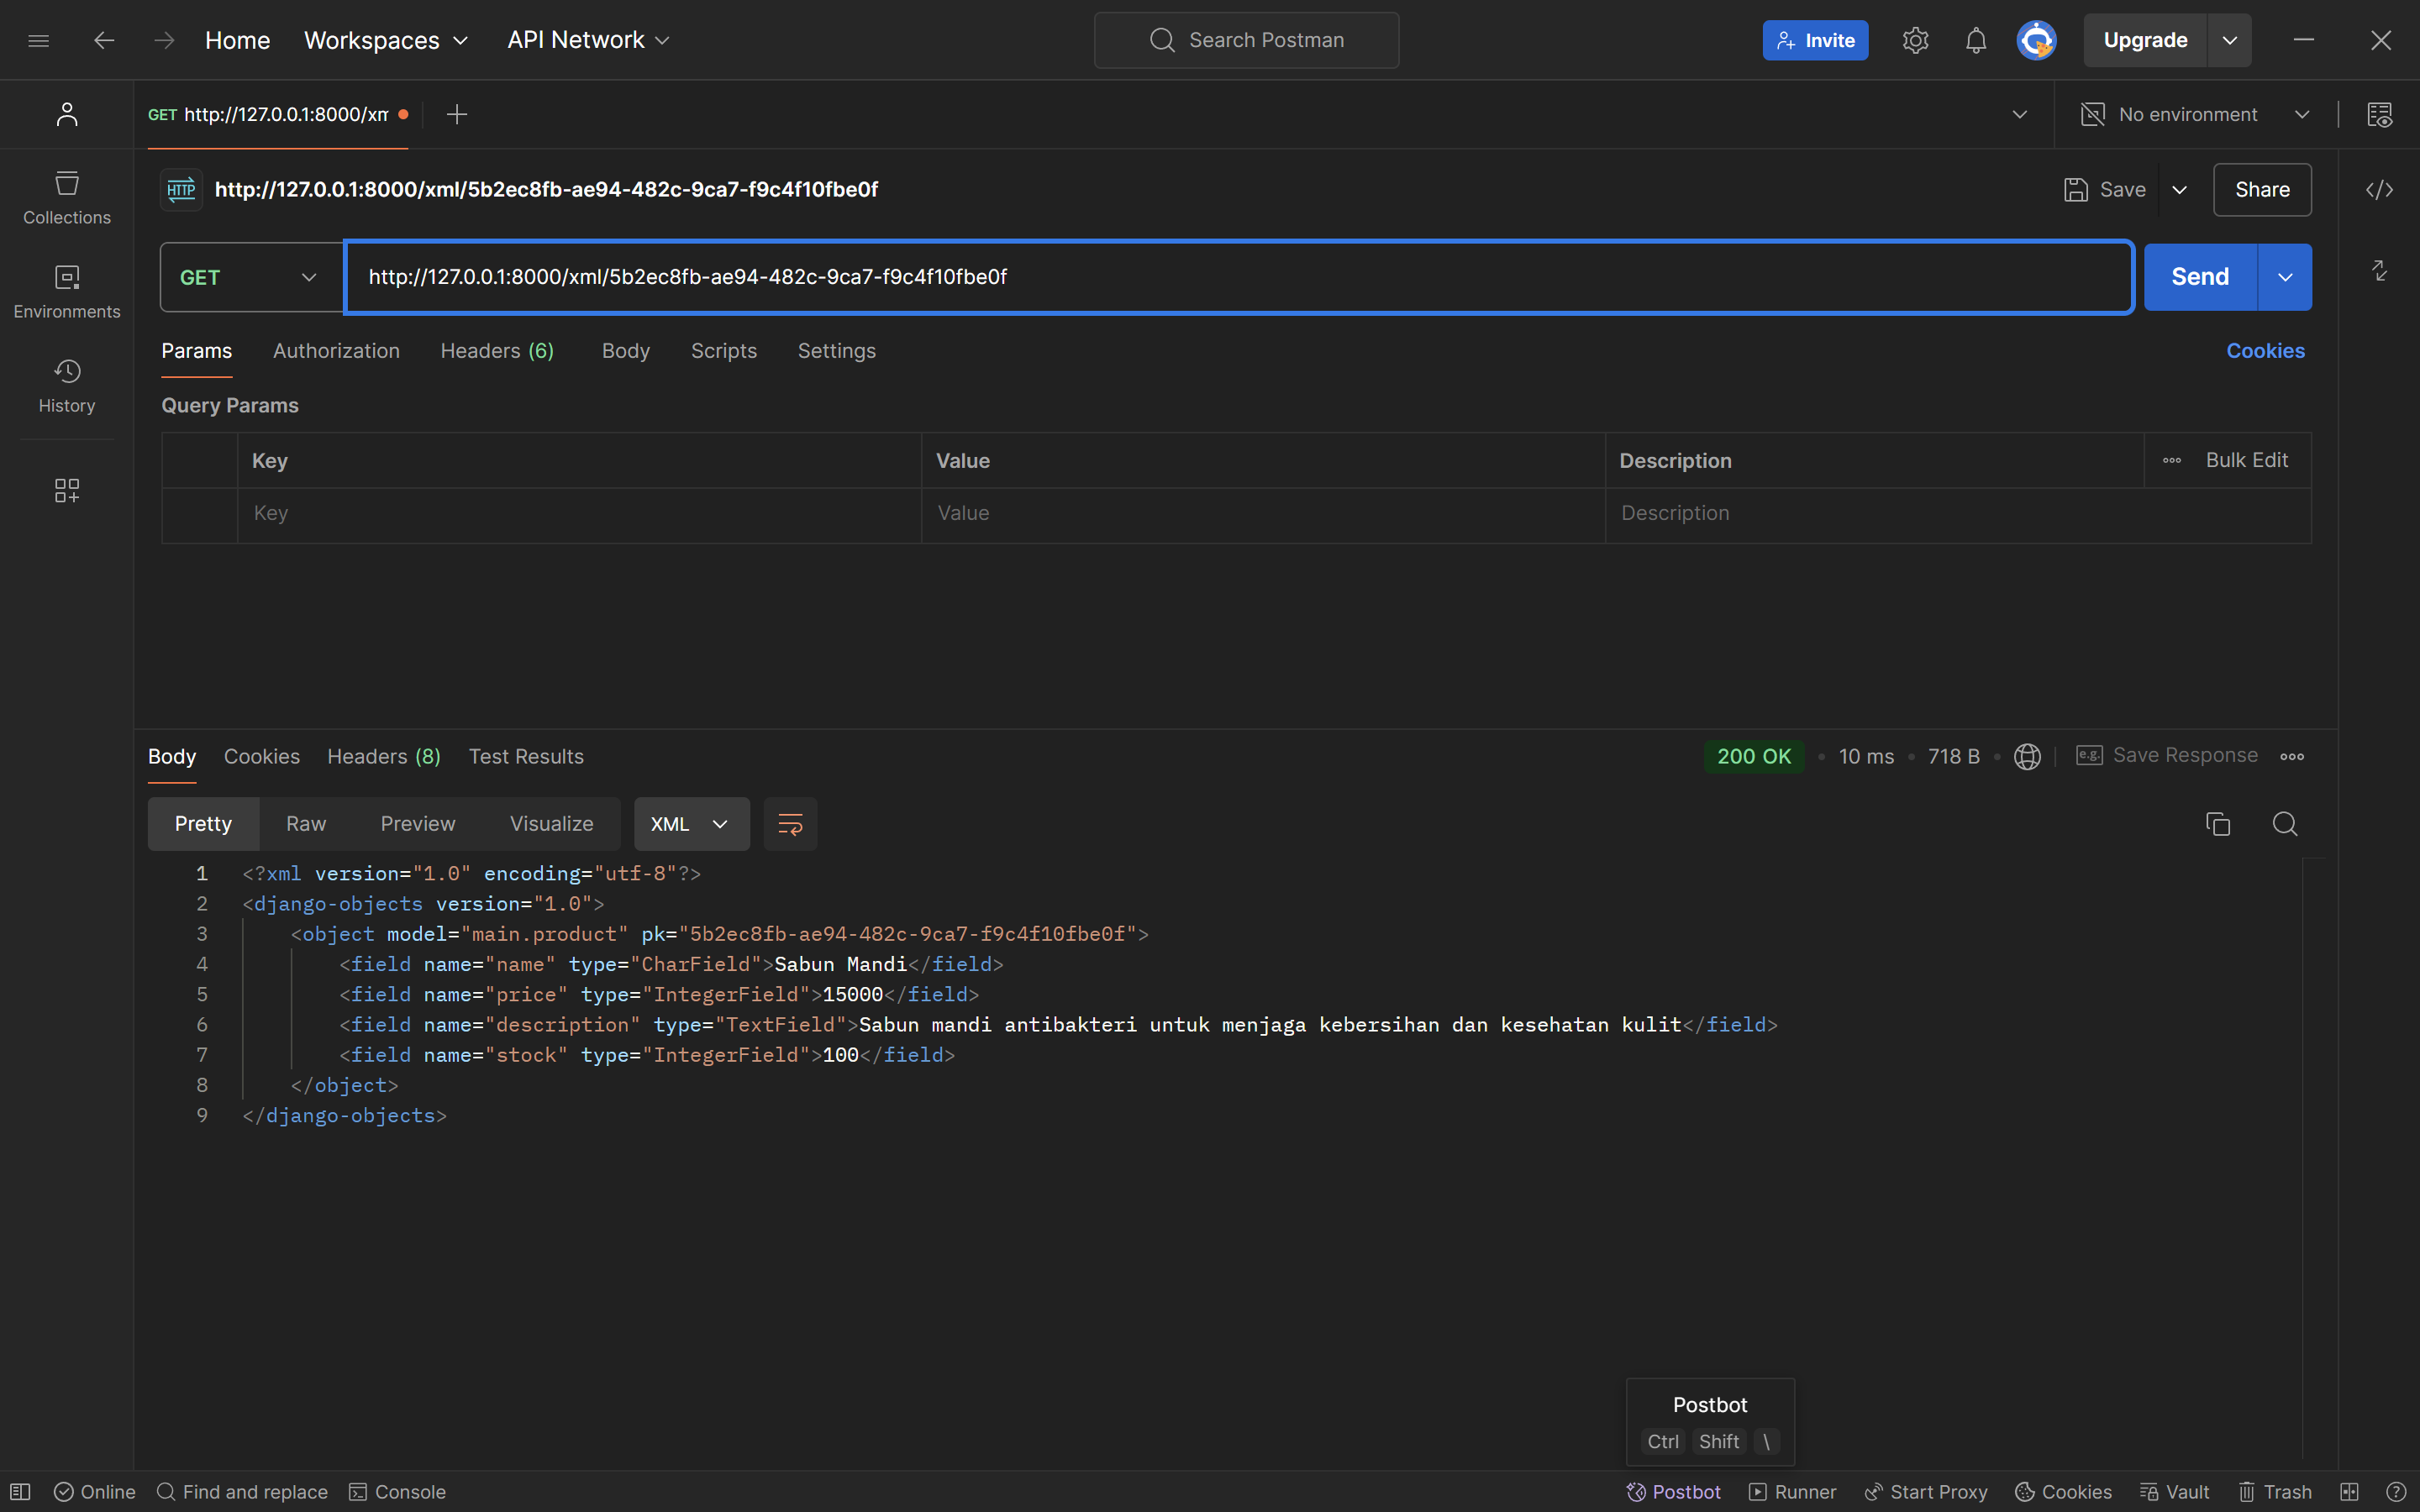 Home Workspaces API Network Search Postman Invite Upgrade
GET http://127.0.0.1:8000/xm No environment
HTTP http://127.0.0.1:8000/xml/5b2ec8fb-ae94-482c-9ca7-f9c4f10fbe0f Save Share
Collections
GET http://127.0.0.1:8000/xml/5b2ec8fb-ae94-482c-9ca7-f9c4f10fbe0f Send
Environments
Params Authorization Headers (6) Body Scripts Settings Cookies
History
Query Params
Key Value Description Bulk Edit
Key Value Description
Body Cookies Headers (8) Test Results 200 OK 10 ms 718 B e.g. Save Response
Pretty Raw Preview Visualize XML
1 <?xml version="1.0" encoding="utf-8"?>
2 <django-objects version="1.0">
3 <object model="main.product" pk="5b2ec8fb-ae94-482c-9ca7-f9c4f10fbe0f">
4 <field name="name" type="CharField">Sabun Mandi</field>
5 <field name="price" type="IntegerField">15000</field>
6 <field name="description" type="TextField">Sabun mandi antibakteri untuk menjaga kebersihan dan kesehatan kulit</field>
7 <field name="stock" type="IntegerField">100</field>
8 </object>
9 </django-objects>
Postbot
Ctrl Shift \
Online Find and replace Console Postbot Runner Start Proxy Cookies Vault Trash